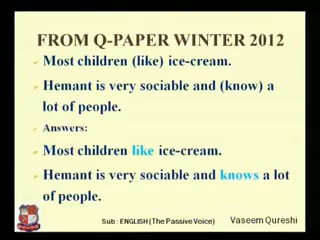 FROM Q-PAPER WINTER 2012
Most children (like) ice-cream.
Hemant is very sociable and (know) a
lot of people.
Answers:
Most children like ice-cream.
Hemant is very sociable and knows a lot
of people.
Sub : ENGLISH (The Passive Voice) Vaseem Qureshi